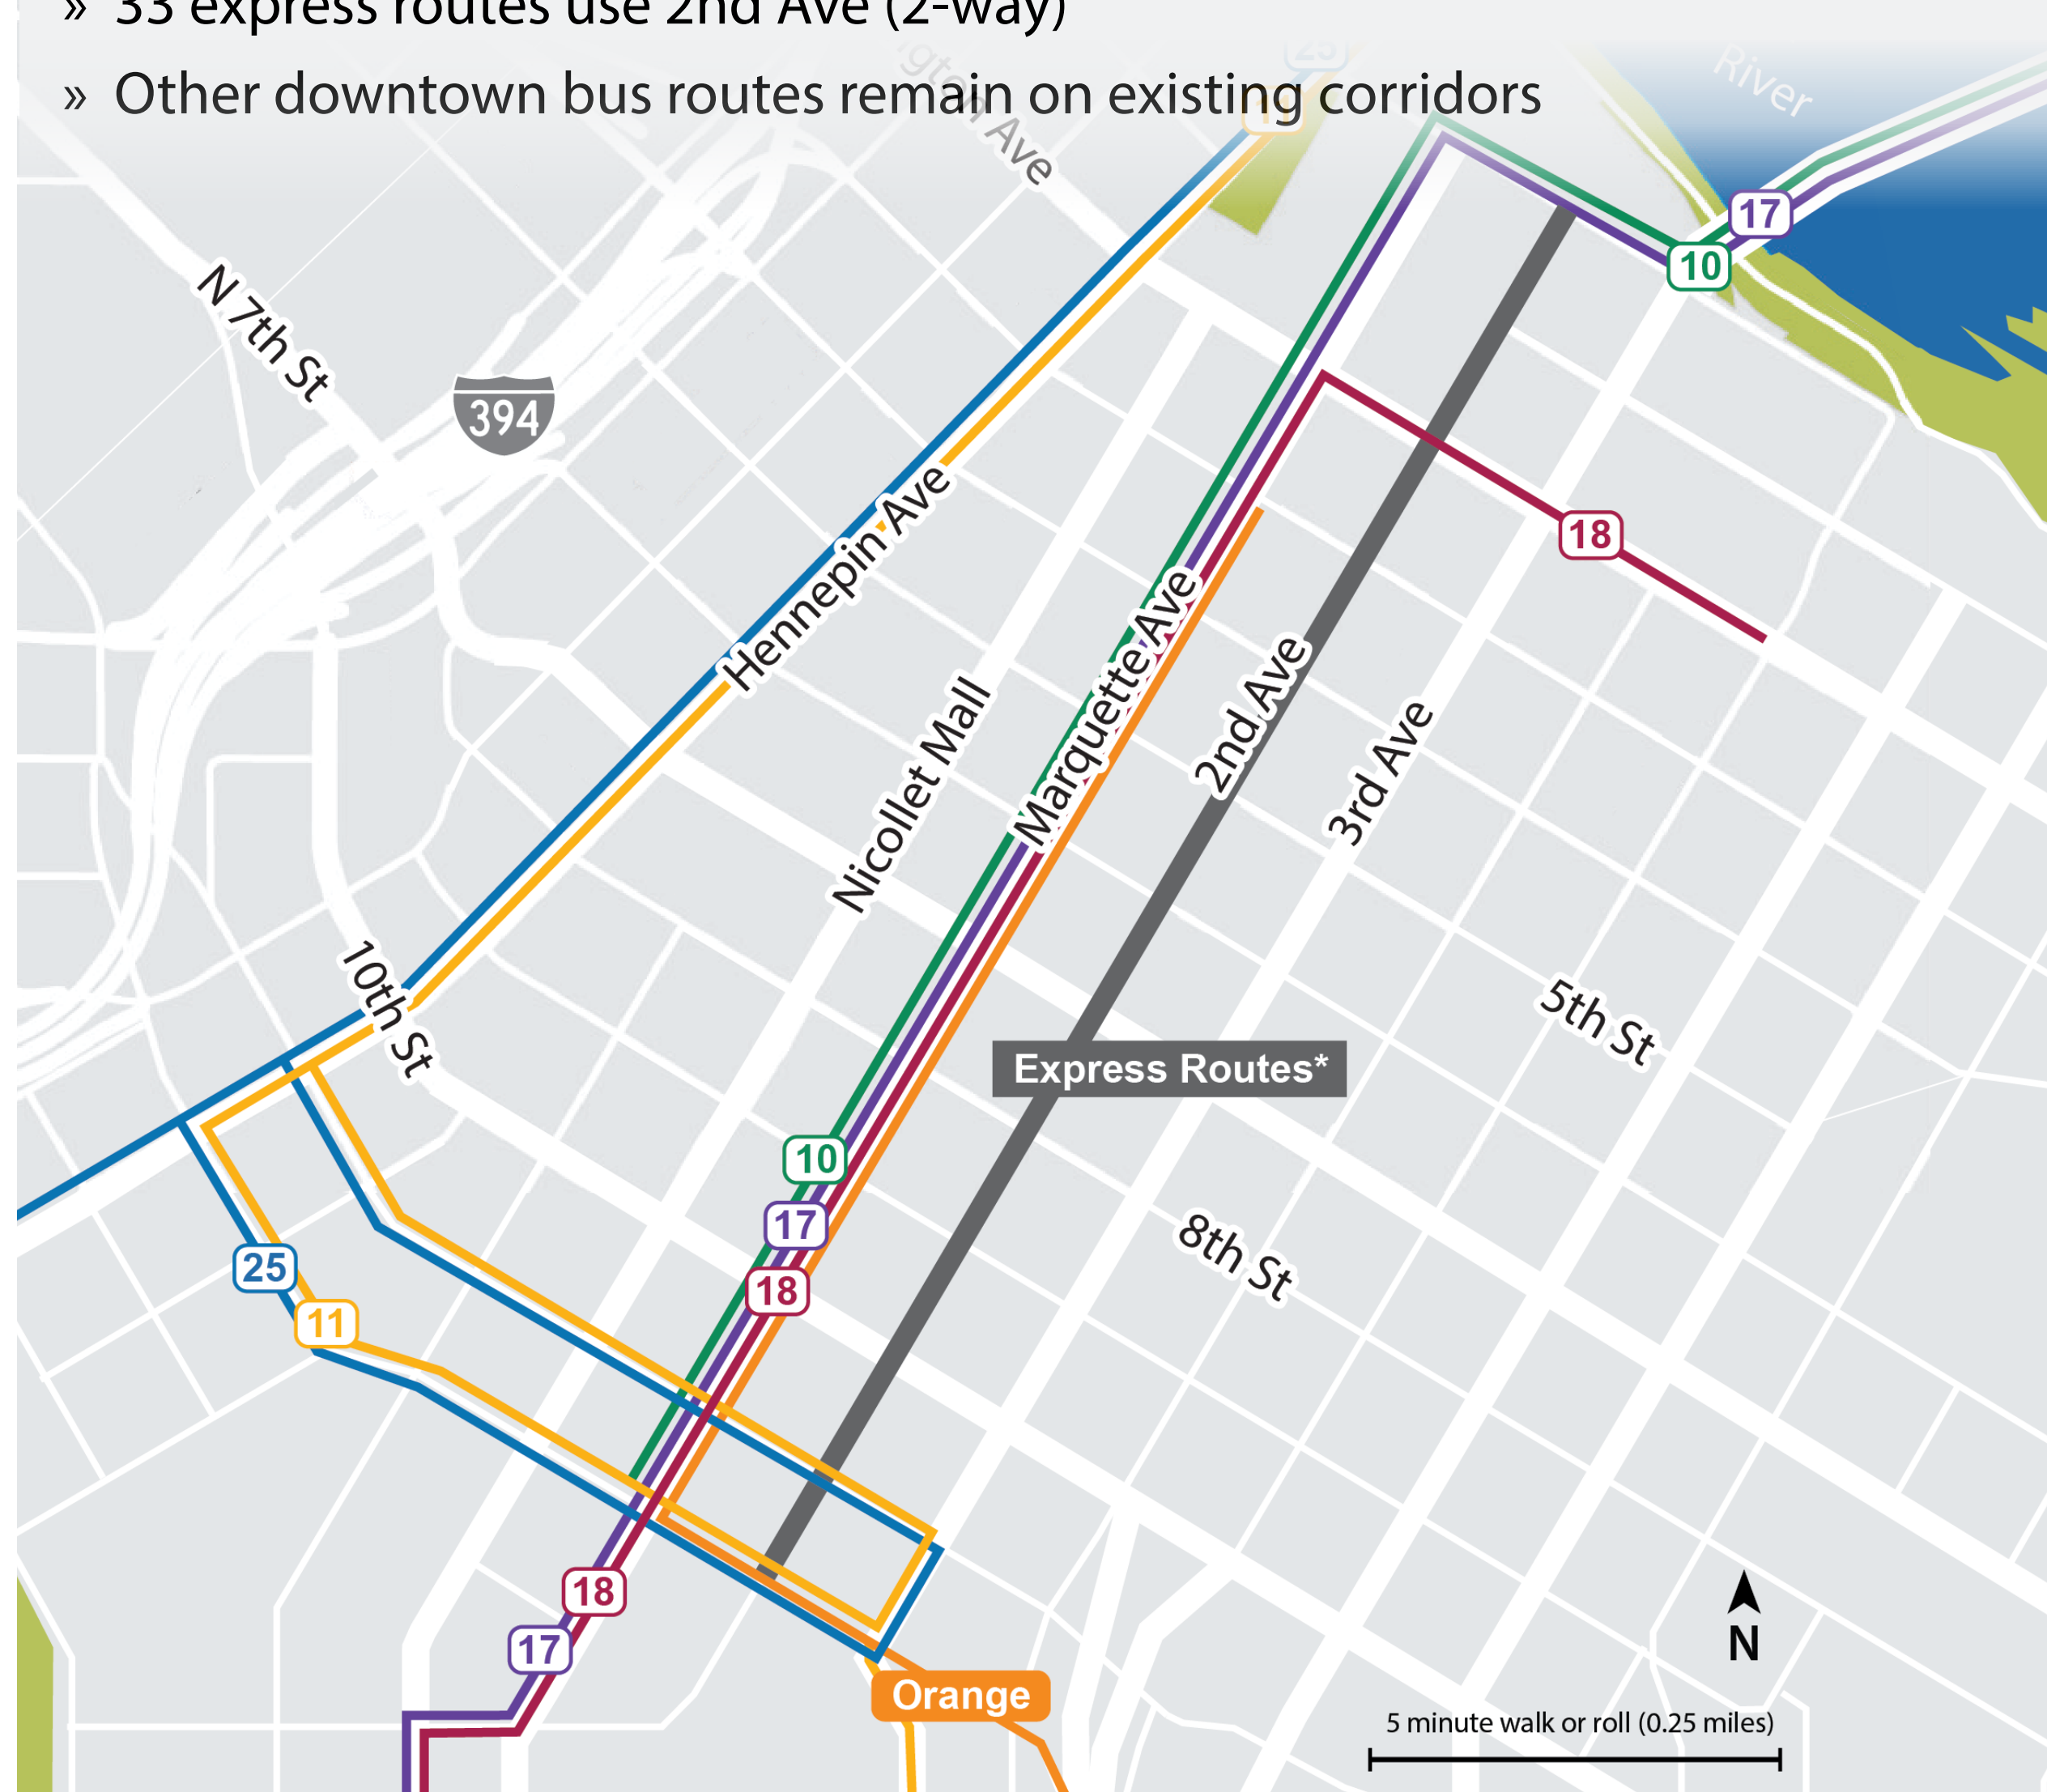 » 33 express routes use 2nd Ave (2-way)
» Other downtown bus routes remain on existing corridors
25
11
Ave
River
17
10
N 7th St
394
18
Hennepin Ave
Marquette Ave
2nd Ave
Nicollet Mall
3rd Ave
10th St
5th St
Express Routes*
10
17
18
8th St
25
11
18
17
Orange
N
5 minute walk or roll (0.25 miles)